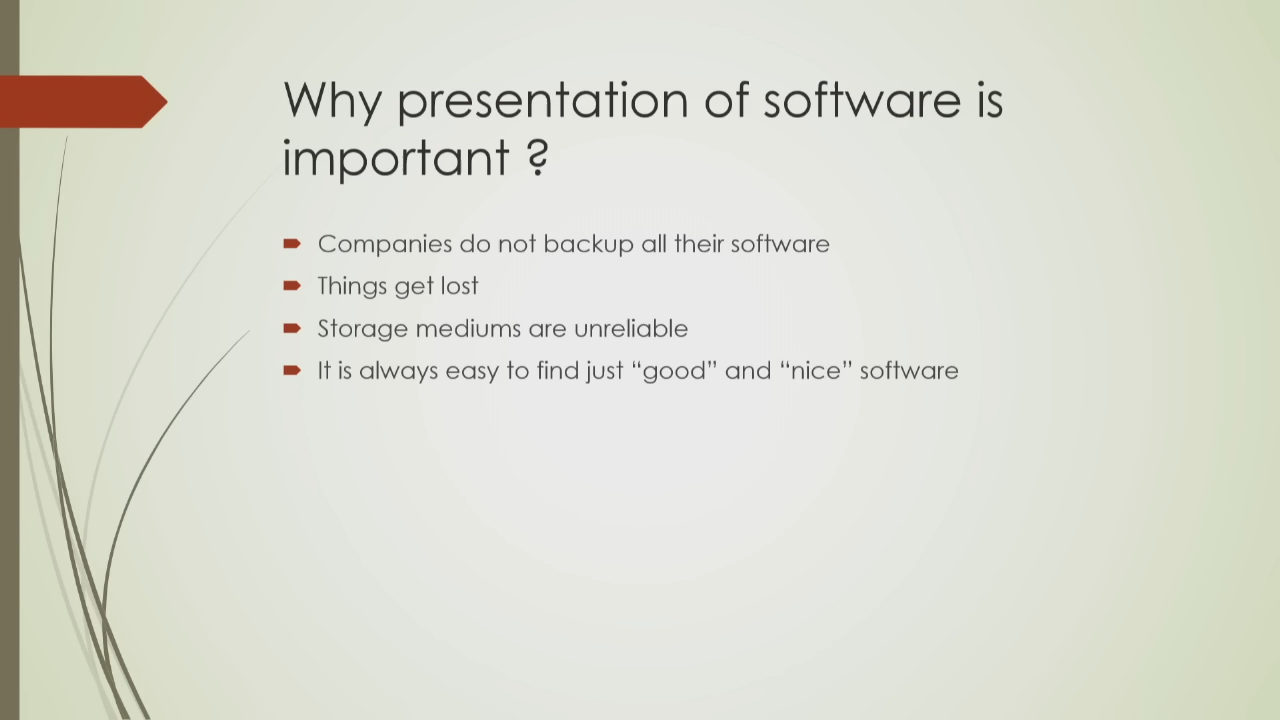 Why presentation of software is
important ?
Companies do not backup all their software
Things get lost
Storage mediums are unreliable
It is always easy to find just “good” and “nice” software